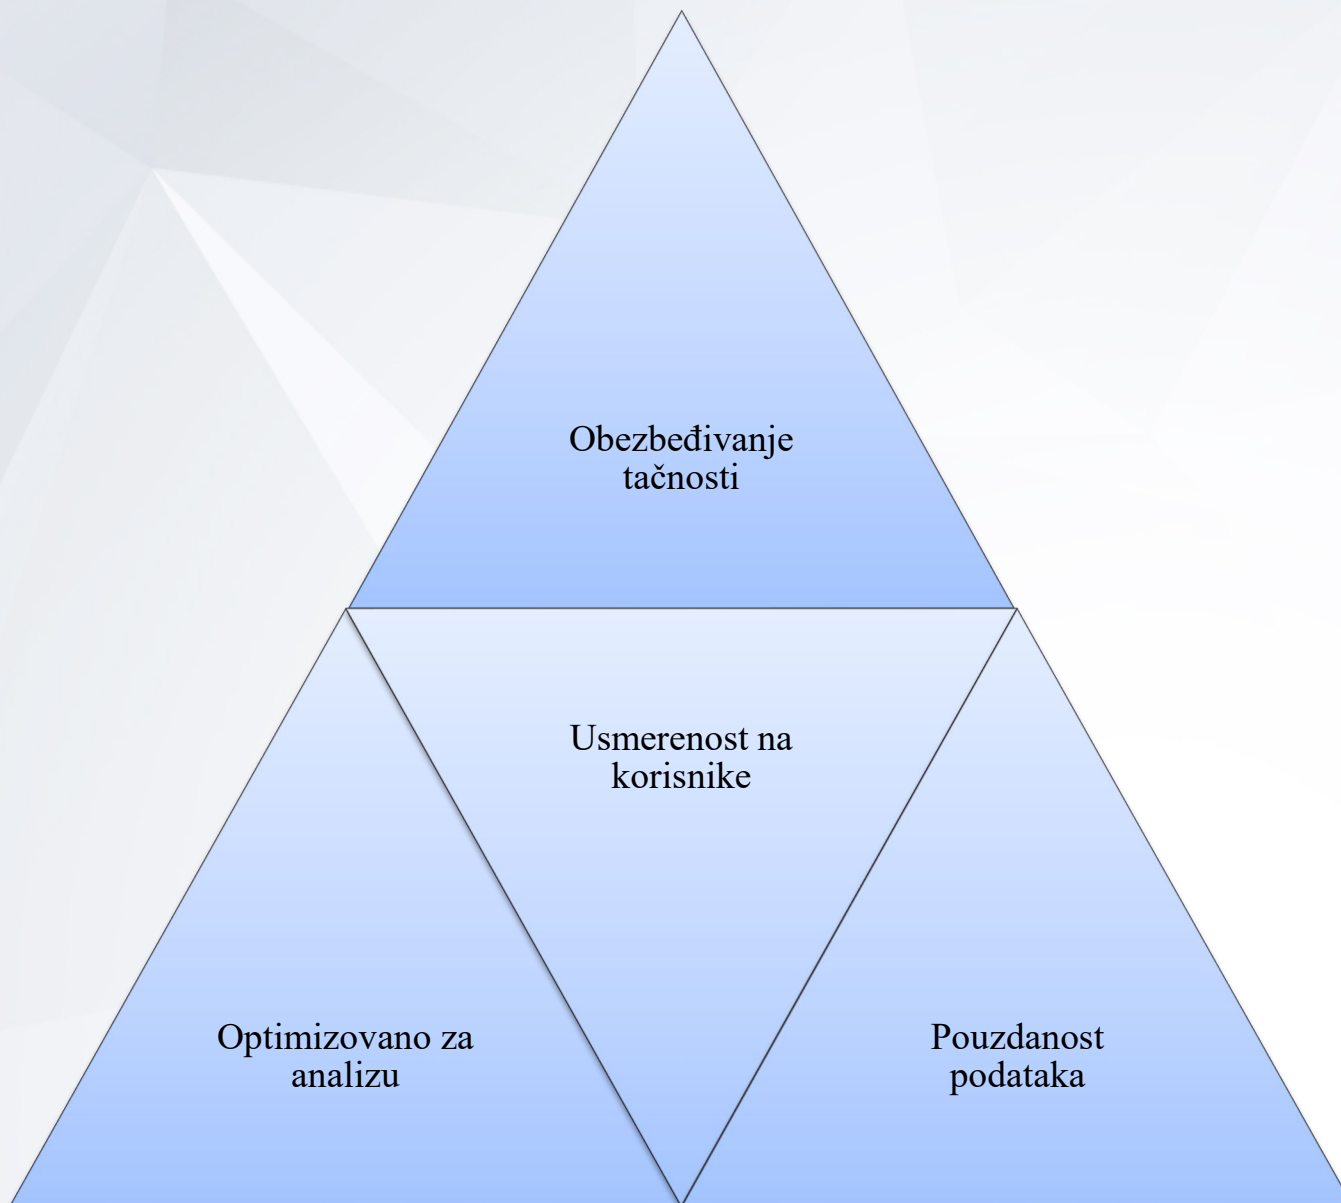 Obezbeđivanje
tačnosti
Usmerenost na
korisnike
Optimizovano za
analizu
Pouzdanost
podataka